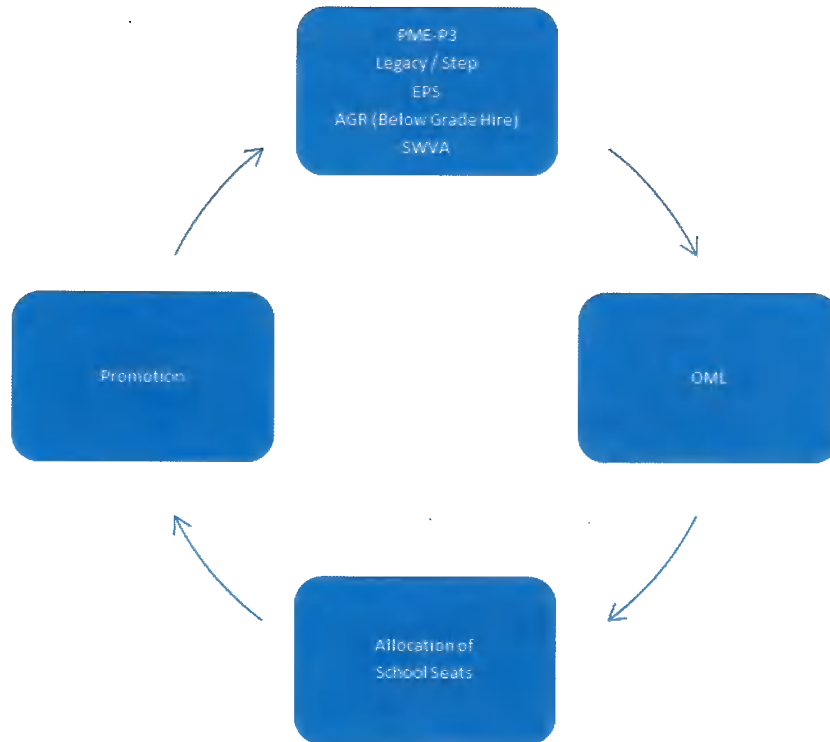 PME-P3
Legacy / Step
EPS
AGR (Below Grade Hire)
SWVA
Promotion
OML
Allocation of
School Seats